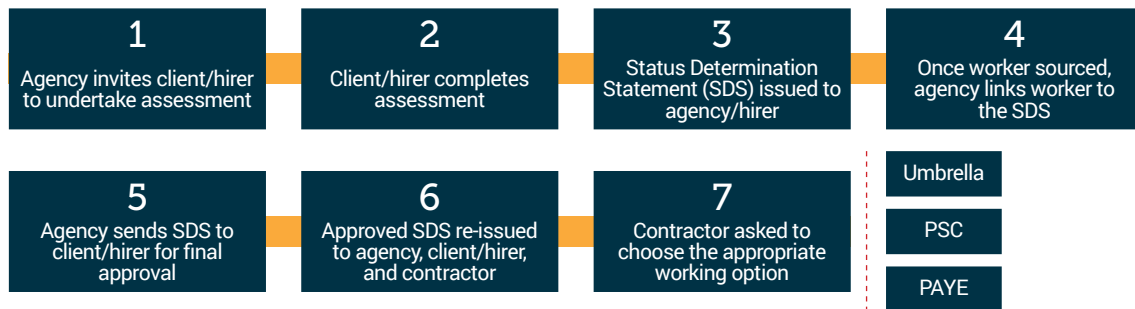 1
Agency invites client/hirer
to undertake assessment
2
Client/hirer completes
assessment
3
Status Determination
Statement (SDS) issued to
agency/hirer
4
Once worker sourced,
agency links worker to
the SDS
5
Agency sends SDS to
client/hirer for final
approval
6
Approved SDS re-issued
to agency, client/hirer,
and contractor
7
Contractor asked to
choose the appropriate
working option
Umbrella
PSC
PAYE